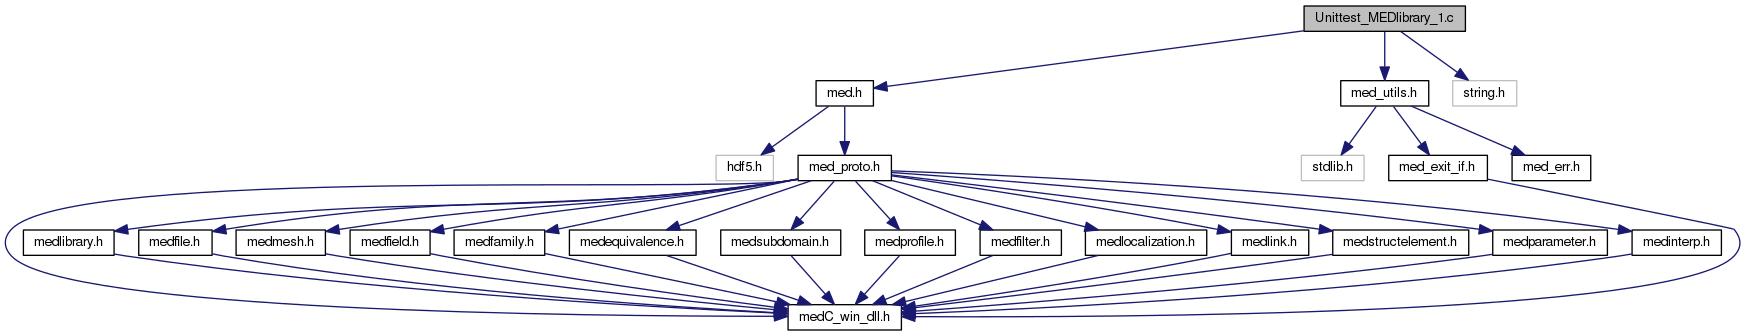 Unittest_MEDlibrary_1.c
med.h
med_utils.h
string.h
hdf5.h
med_proto.h
stdlib.h
med_exit_if.h
med_err.h
medlibrary.h
medfile.h
medmesh.h
medfield.h
medfamily.h
medequivalence.h
medsubdomain.h
medprofile.h
medfilter.h
medlocalization.h
medlink.h
medstructelement.h
medparameter.h
medinterp.h
medC_win_dll.h